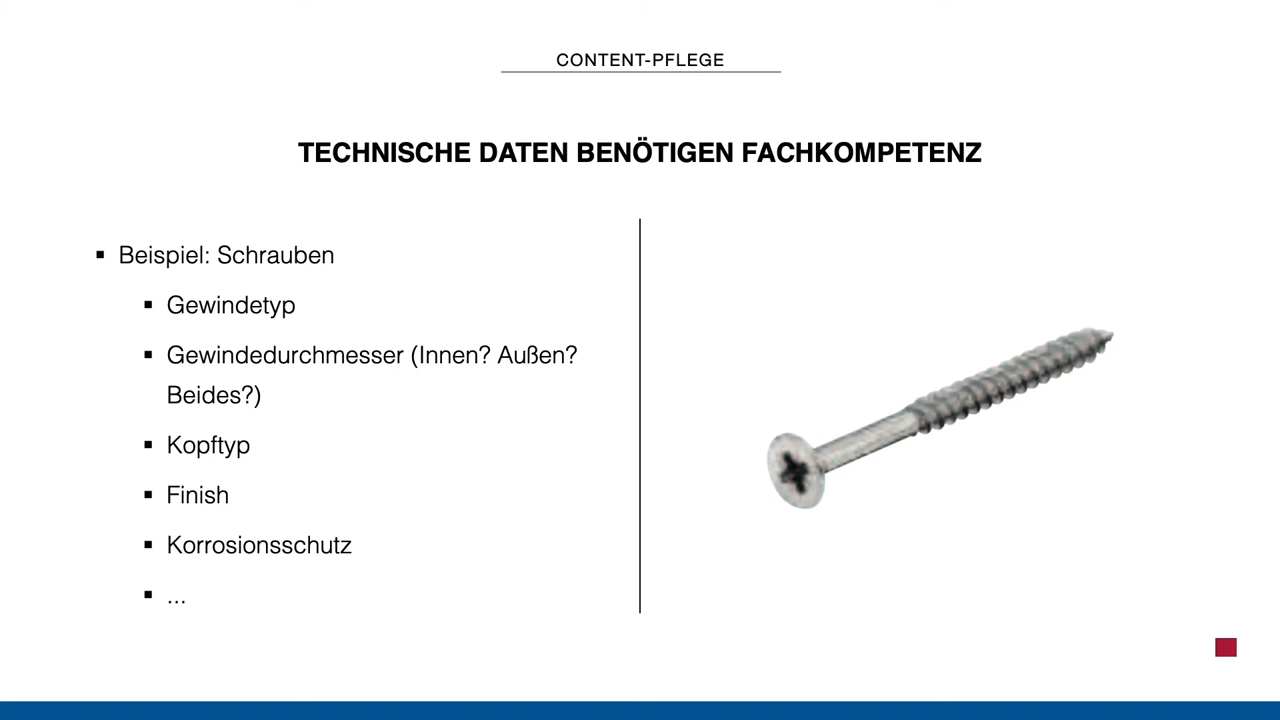 CONTENT-PFLEGE
TECHNISCHE DATEN BENÖTIGEN FACHKOMPETENZ
▪ Beispiel: Schrauben
▪ Gewindetyp
▪ Gewindedurchmesser (Innen? Außen?
Beides?)
▪ Kopftyp
▪ Finish
▪ Korrosionsschutz
▪ ...